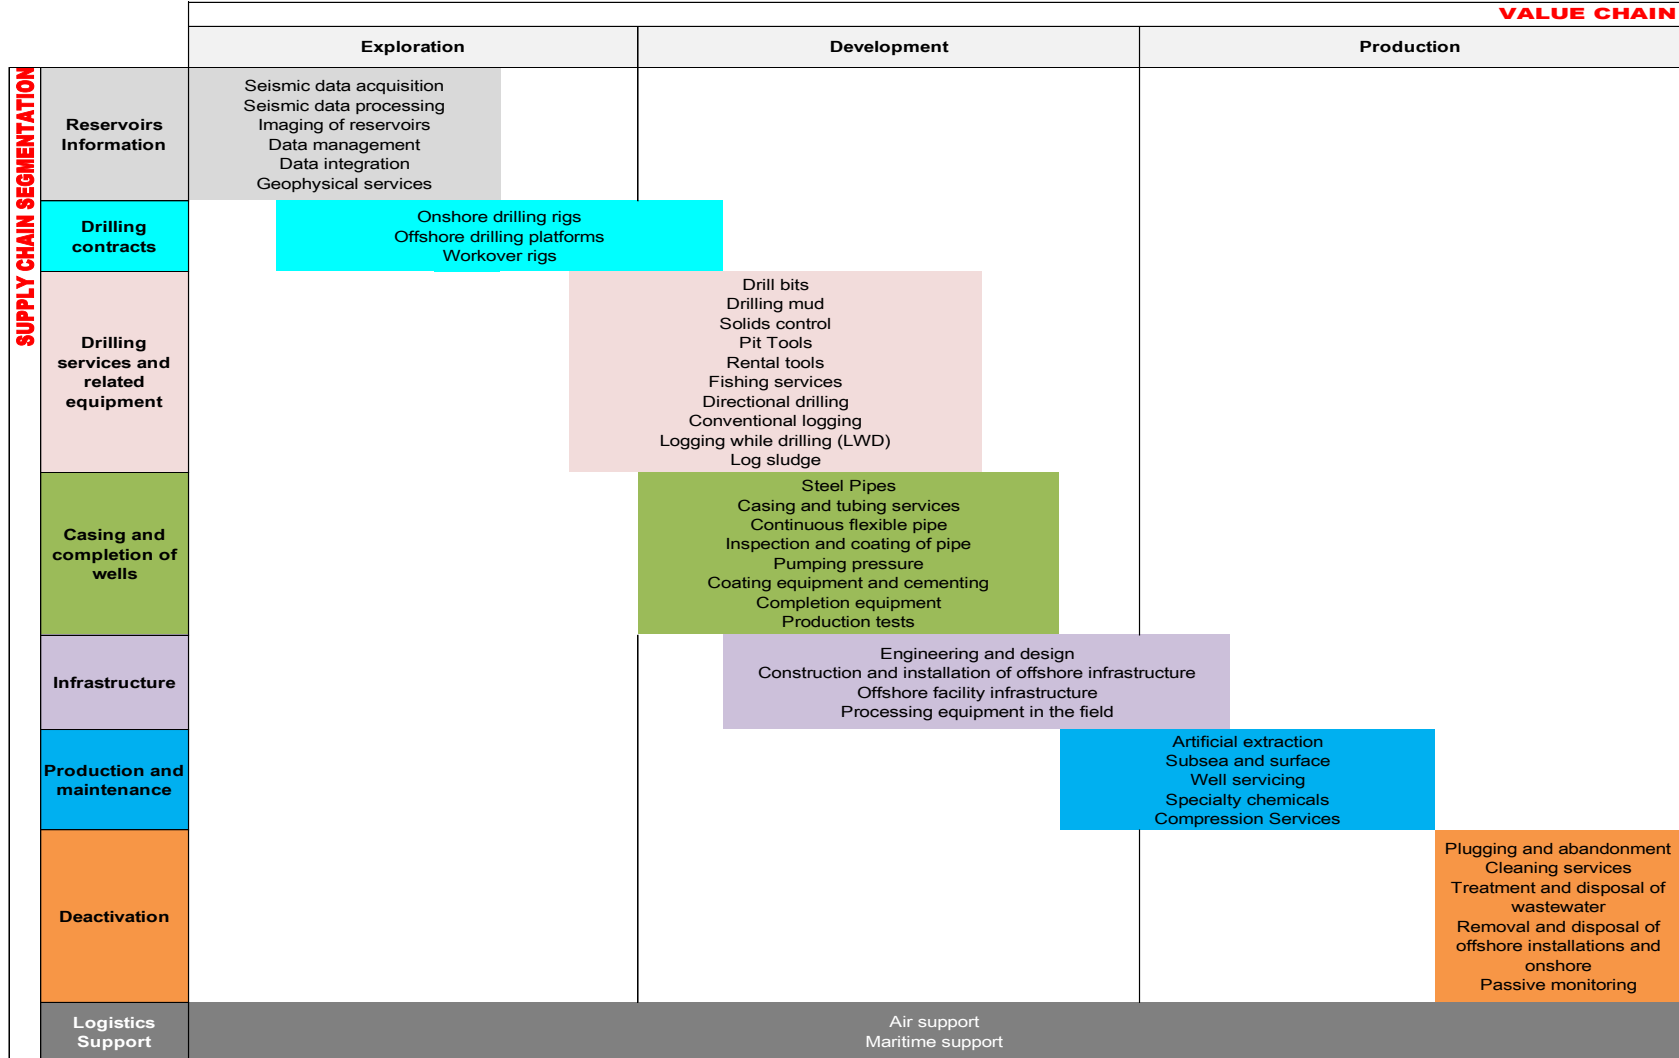 VALUE CHAIN
Exploration
Development
Production
SUPPLY CHAIN SEGMENTATION
Reservoirs
Information
Seismic data acquisition
Seismic data processing
Imaging of reservoirs
Data management
Data integration
Geophysical services
Drilling
contracts
Onshore drilling rigs
Offshore drilling platforms
Workover rigs
Drilling
services and
related
equipment
Drill bits
Drilling mud
Solids control
Pit Tools
Rental tools
Fishing services
Directional drilling
Conventional logging
Logging while drilling (LWD)
Log sludge
Casing and
completion of
wells
Steel Pipes
Casing and tubing services
Continuous flexible pipe
Inspection and coating of pipe
Pumping pressure
Coating equipment and cementing
Completion equipment
Production tests
Infrastructure
Engineering and design
Construction and installation of offshore infrastructure
Offshore facility infrastructure
Processing equipment in the field
Production and
maintenance
Artificial extraction
Subsea and surface
Well servicing
Specialty chemicals
Compression Services
Deactivation
Plugging and abandonment
Cleaning services
Treatment and disposal of
wastewater
Removal and disposal of
offshore installations and
onshore
Passive monitoring
Logistics
Support
Air support
Maritime support